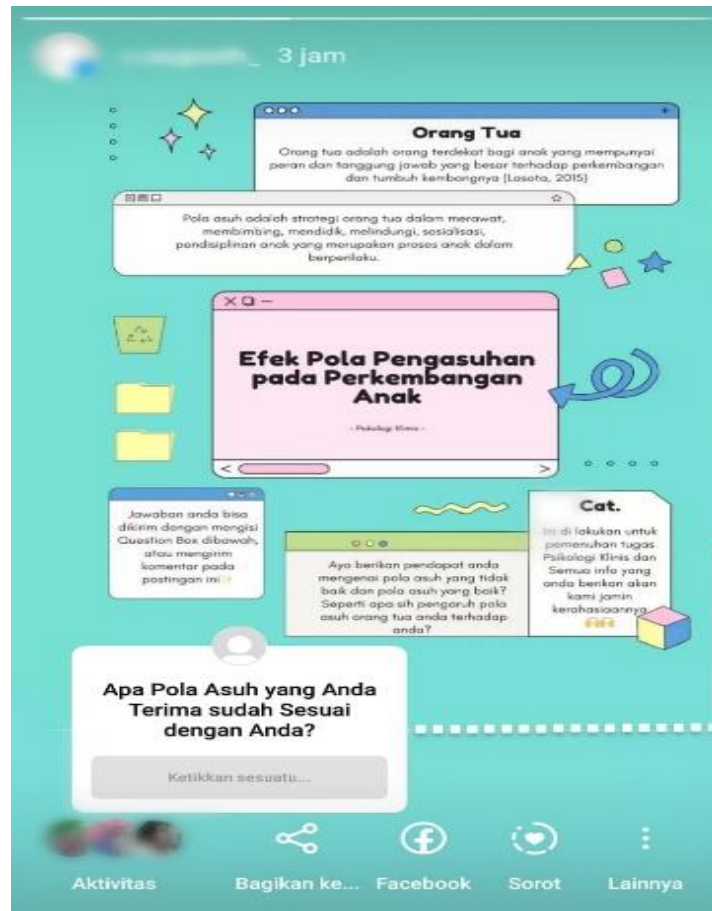 3 jam
Orang Tua
Orang tua adalah orang terdekat bagi anak yang mempunyai
peran dan tanggung jawab yang besar terhadap perkembangan
dan tumbuh kembangnya (Lasota, 2015)
Pola asuh adalah strategi orang tua dalam merawat,
membimbing, mendidik, melindungi, sosialisasi,
pendisiplinan anak yang merupakan proses anak dalam
berperilaku.
Efek Pola Pengasuhan
pada Perkembangan
Anak
- Psikologi Klinis -
Jawaban anda bisa
dikirim dengan mengisi
Question Box dibawah,
atau mengirim
komentar pada
postingan ini
Ayo berikan pendapat anda
mengenai pola asuh yang tidak
baik dan pola asuh yang baik?
Seperti apa sih pengaruh pola
asuh orang tua anda terhadap
anda?
Cat.
Ini di lakukan untuk
pemenuhan tugas
Psikologi Klinis dan
Semua info yang
anda berikan akan
kami jamin
kerahasiaannya
Apa Pola Asuh yang Anda
Terima sudah Sesuai
dengan Anda?
Ketikkan sesuatu...
Aktivitas
Bagikan ke...
Facebook
Sorot
Lainnya